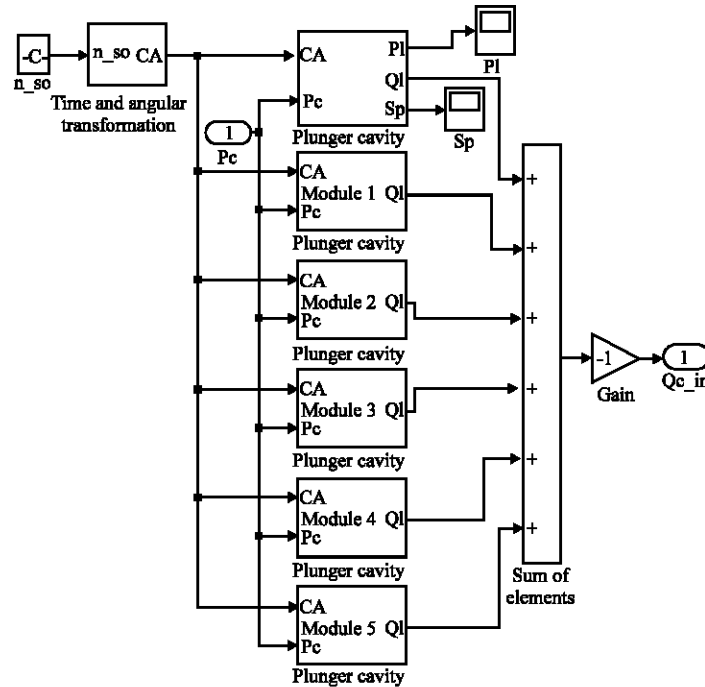 -C-
n_so
n_so CA
Time and angular
transformation
1
Pc
CA
Pc
Pl
Ql
Sp
Plunger cavity
Pl
Sp
CA
Module 1 Ql
Pc
Plunger cavity
CA
Module 2 Ql
Pc
Plunger cavity
CA
Module 3 Ql
Pc
Plunger cavity
CA
Module 4 Ql
Pc
Plunger cavity
CA
Module 5 Ql
Pc
Plunger cavity
+
+
+
+
+
+
Sum of
elements
-1
Gain
1
Qc_in